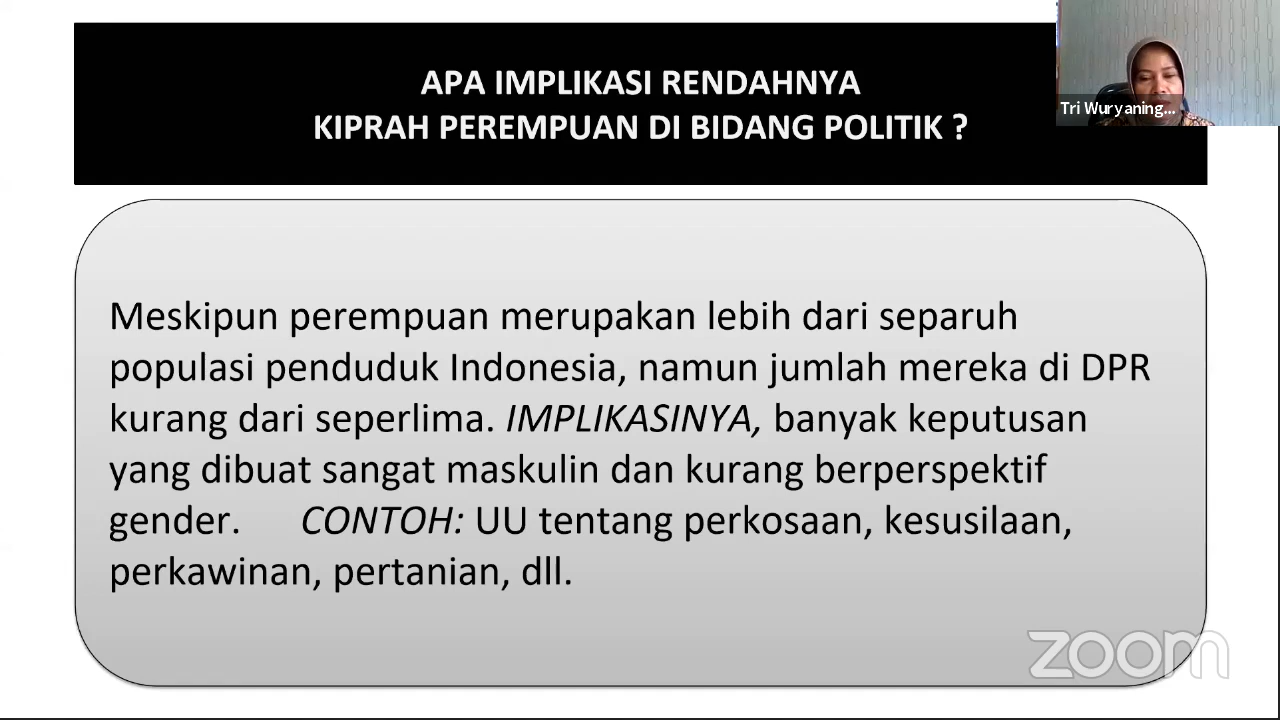 APA IMPLIKASI RENDAHNYA
KIPRAH PEREMPUAN DI BIDANG POLITIK ?
Tri Wuryaning...
Meskipun perempuan merupakan lebih dari separuh
populasi penduduk Indonesia, namun jumlah mereka di DPR
kurang dari seperlima. IMPLIKASINYA, banyak keputusan
yang dibuat sangat maskulin dan kurang berperspektif
gender. CONTOH: UU tentang perkosaan, kesusilaan,
perkawinan, pertanian, dll.
zoom